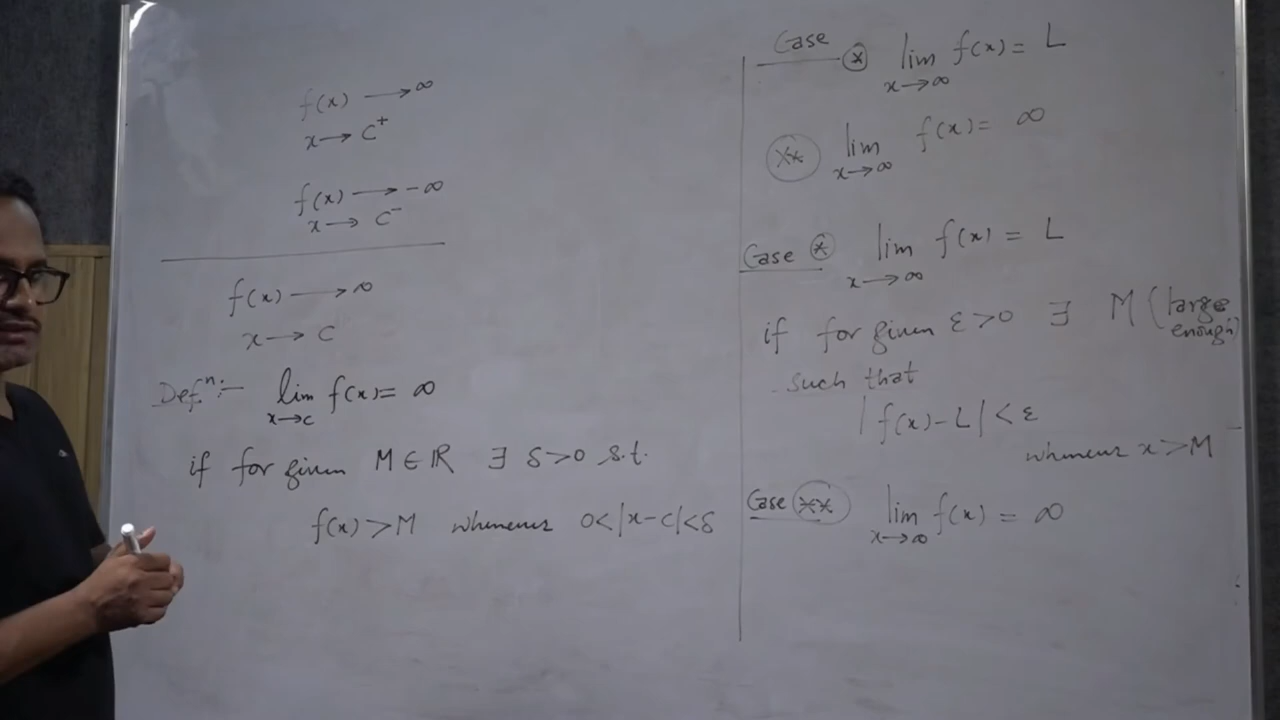 f(x) → ∞
x → C⁺
f(x) → -∞
x → C⁻
f(x) → ∞
x → C
Defⁿ:- lim f(x) = ∞
x→c
if for given M ∈ ℝ ∃ δ>0 s.t.
f(x) > M whenever 0<|x-c|<δ
Case ⊛ lim f(x) = L
x→∞
** lim f(x) = ∞
x→∞
Case ⊛ lim f(x) = L
x→∞
if for given ε>0 ∃ M (large
enough)
such that
|f(x)-L| < ε
whenever x>M
Case ** lim f(x) = ∞
x→∞